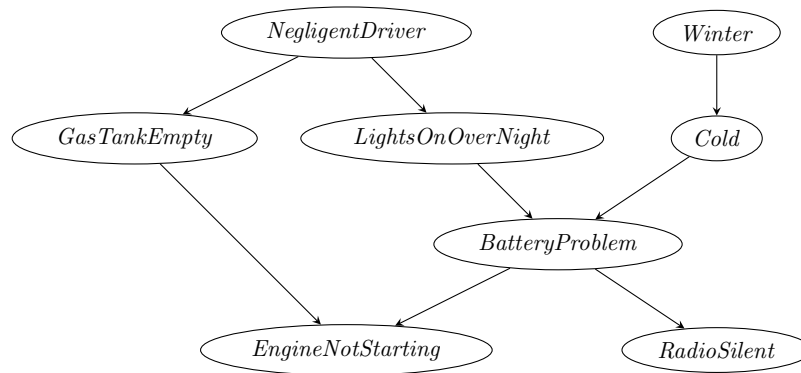 NegligentDriver
Winter
GasTankEmpty
LightsOnOverNight
Cold
BatteryProblem
EngineNotStarting
RadioSilent